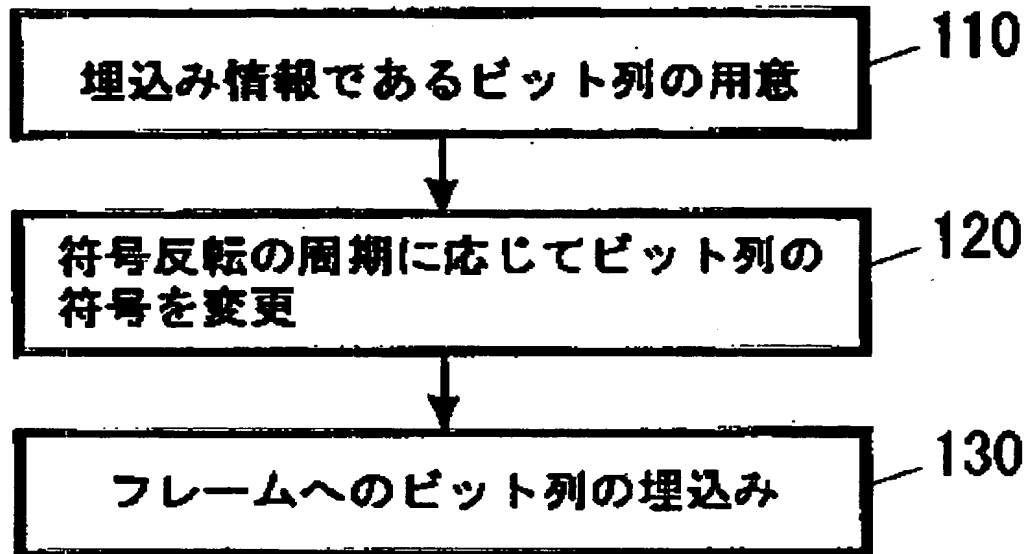 埋込み情報であるビット列の用意
110
符号反転の周期に応じてビット列の
符号を変更
120
フレームへのビット列の埋込み
130